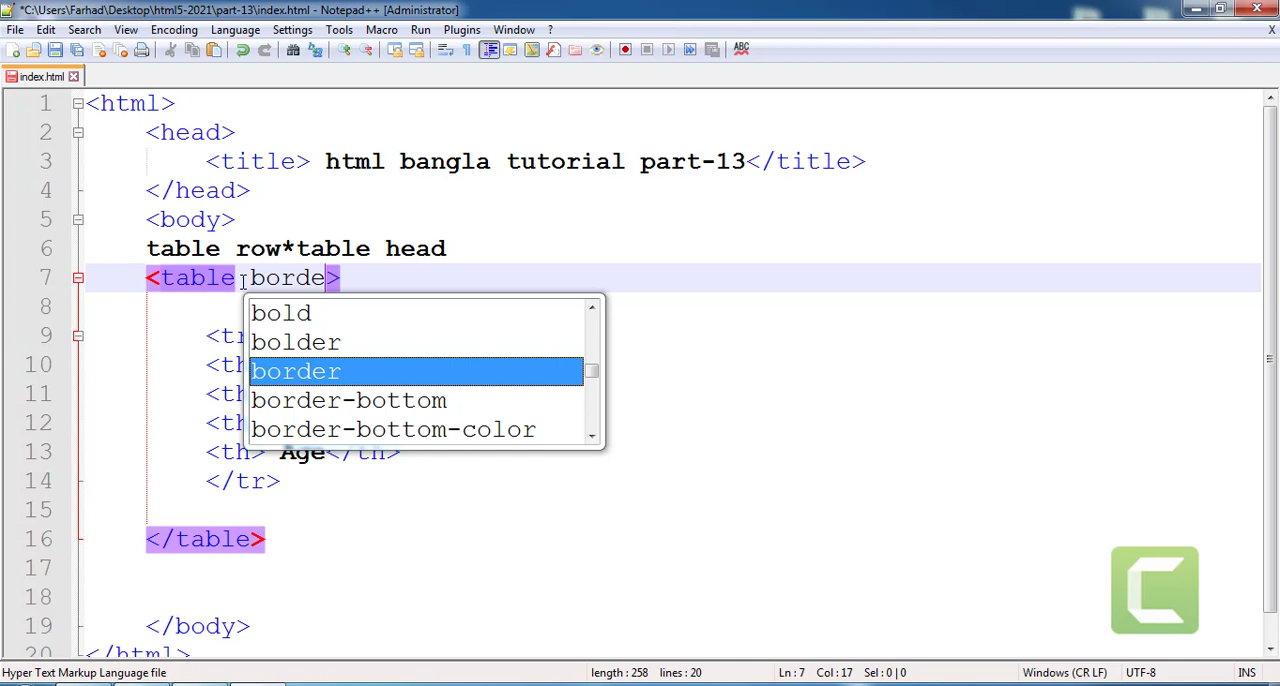 *C:\Users\Farhad\Desktop\html5-2021\part-13\index.html - Notepad++ [Administrator]
File Edit Search View Encoding Language Settings Tools Macro Run Plugins Window ? X
ABC
index.html
1 <html>
2 <head>
3 <title> html bangla tutorial part-13</title>
4 </head>
5 <body>
6 table row*table head
7 <table borde>
8 bold
9 <tr bolder
10 <th border
11 <th border-bottom
12 <th border-bottom-color
13 <th> Age</th>
14 </tr>
15
16 </table>
17
18
19 </body>
20 </html>
Hyper Text Markup Language file length : 258 lines : 20 Ln : 7 Col : 17 Sel : 0 | 0 Windows (CR LF) UTF-8 INS